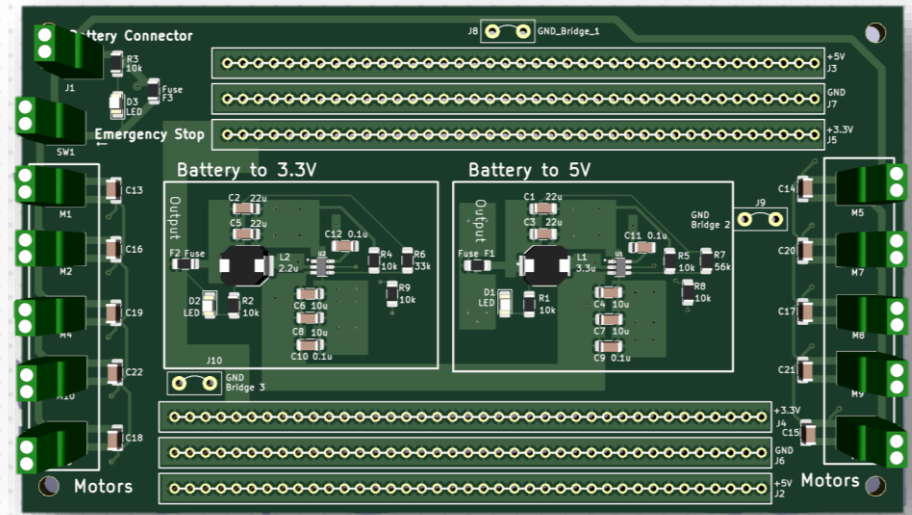 Battery Connector
J8
GND_Bridge_1
R3
10k
+5V
J3
J1
Fuse
F3
D3
LED
GND
J7
Emergency Stop
←
+3.3V
J5
SW1
Battery to 3.3V
Battery to 5V
C13
M1
Output
C2 22u
C5 22u
C12 0.1u
F2 Fuse
L2
2.2u
U2
R4
10k
R6
33k
D2
LED
R2
10k
C6 10u
R9
10k
C8 10u
C10 0.1u
Output
C1 22u
C3 22u
C11 0.1u
Fuse F1
L1
3.3u
U1
R5
10k
R7
56k
D1
LED
R1
10k
C4 10u
R8
10k
C7 10u
C9 0.1u
GND
Bridge 2
J9
C14
M5
C16
M2
C20
M7
C19
M4
C17
M8
C22
C21
M9
C18
C15
J10
GND
Bridge 3
+3.3V
J4
GND
J6
+5V
J2
Motors
Motors